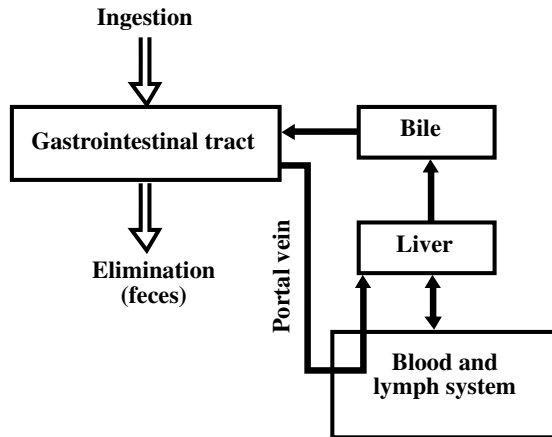 Ingestion
Gastrointestinal tract
Bile
Elimination
(feces)
Portal vein
Liver
Blood and
lymph system